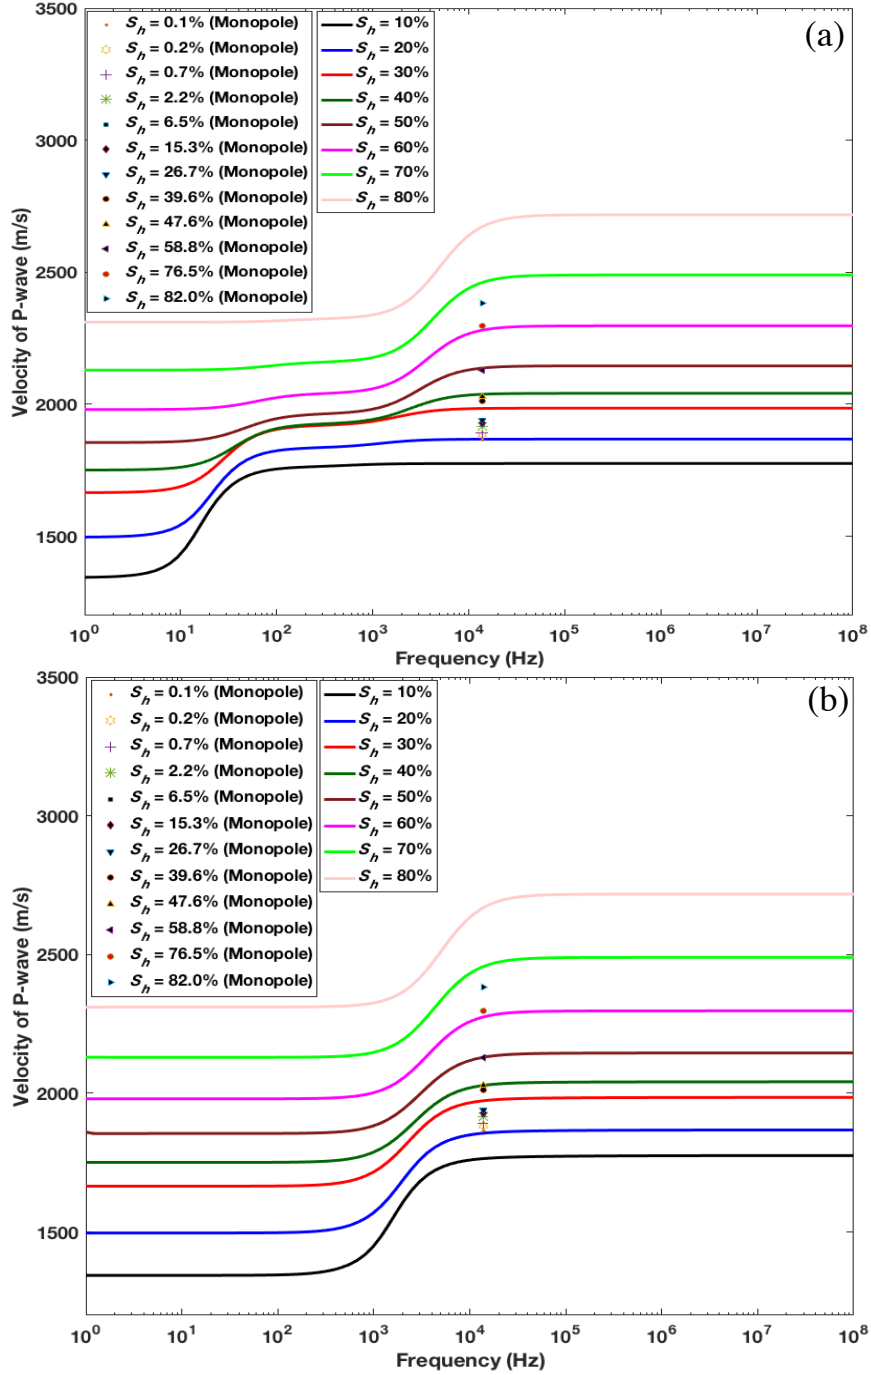 (a)
3500
3000
2500
2000
1500
Velocity of P-wave (m/s)
S_h = 0.1% (Monopole)
S_h = 0.2% (Monopole)
S_h = 0.7% (Monopole)
S_h = 2.2% (Monopole)
S_h = 6.5% (Monopole)
S_h = 15.3% (Monopole)
S_h = 26.7% (Monopole)
S_h = 39.6% (Monopole)
S_h = 47.6% (Monopole)
S_h = 58.8% (Monopole)
S_h = 76.5% (Monopole)
S_h = 82.0% (Monopole)
S_h = 10%
S_h = 20%
S_h = 30%
S_h = 40%
S_h = 50%
S_h = 60%
S_h = 70%
S_h = 80%
10^0 10^1 10^2 10^3 10^4 10^5 10^6 10^7 10^8
Frequency (Hz)
(b)
3500
3000
2500
2000
1500
Velocity of P-wave (m/s)
S_h = 0.1% (Monopole)
S_h = 0.2% (Monopole)
S_h = 0.7% (Monopole)
S_h = 2.2% (Monopole)
S_h = 6.5% (Monopole)
S_h = 15.3% (Monopole)
S_h = 26.7% (Monopole)
S_h = 39.6% (Monopole)
S_h = 47.6% (Monopole)
S_h = 58.8% (Monopole)
S_h = 76.5% (Monopole)
S_h = 82.0% (Monopole)
S_h = 10%
S_h = 20%
S_h = 30%
S_h = 40%
S_h = 50%
S_h = 60%
S_h = 70%
S_h = 80%
10^0 10^1 10^2 10^3 10^4 10^5 10^6 10^7 10^8
Frequency (Hz)